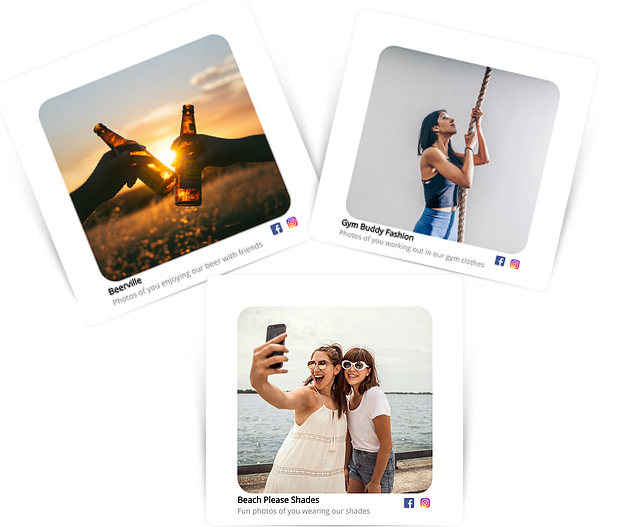 Beerville
Photos of you enjoying our beer with friends
Gym Buddy Fashion
Photos of you working out in our gym clothes
Beach Please Shades
Fun photos of you wearing our shades